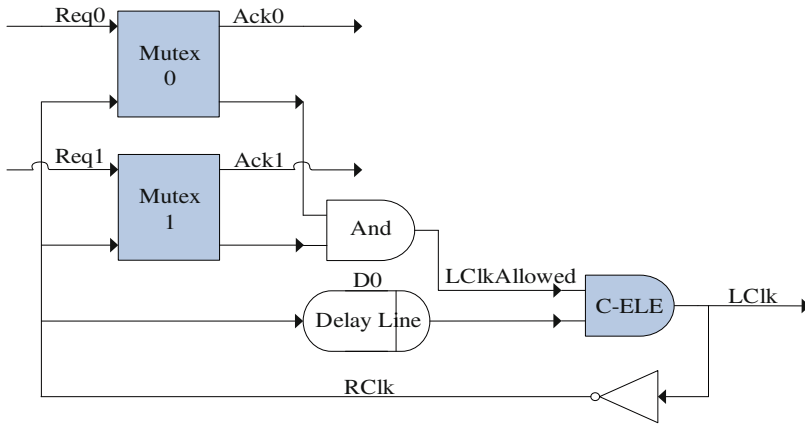 Req0
Ack0
Mutex
0
Req1
Ack1
Mutex
1
And
LClkAllowed
D0
Delay Line
C-ELE
LClk
RClk